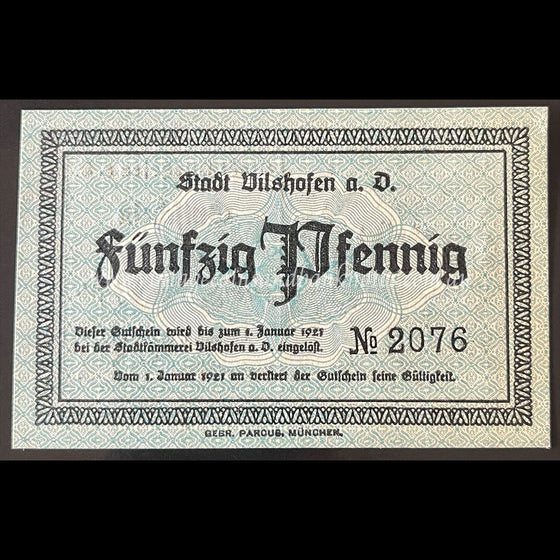 Stadt Vilshofen a. D.
Fünfzig Pfennig
Dieser Gutschein wird bis zum 1. Januar 1921
bei der Stadtkämmerei Vilshofen a. D. eingelöst.
№ 2076
Vom 1. Januar 1921 an verliert der Gutschein seine Gültigkeit.
GEBR. PARCUS, MÜNCHEN.